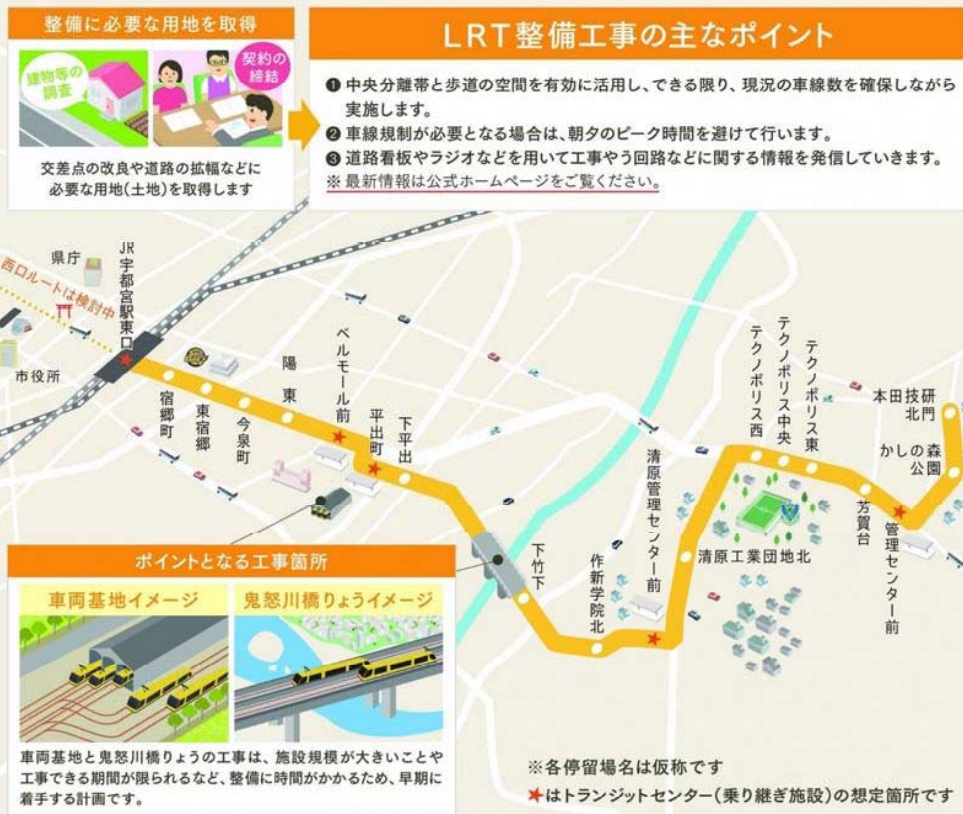 整備に必要な用地を取得
建物等の
調査
契約の
締結
交差点の改良や道路の拡幅などに
必要な用地(土地)を取得します
LRT整備工事の主なポイント
❶ 中央分離帯と歩道の空間を有効に活用し、できる限り、現況の車線数を確保しながら
実施します。
❷ 車線規制が必要となる場合は、朝夕のピーク時間を避けて行います。
❸ 道路看板やラジオなどを用いて工事やう回路などに関する情報を発信していきます。
※ 最新情報は公式ホームページをご覧ください。
県庁
西口ルートは検討中
市役所
JR宇都宮駅東口
宿郷町
東宿郷
今泉町
陽東
ベルモール前
平出町
下平出
下竹下
作新学院北
清原管理センター前
清原工業団地北
テクノポリス西
テクノポリス中央
テクノポリス東
芳賀台
管理センター前
かしの森
公園
本田技研
北門
ポイントとなる工事箇所
車両基地イメージ
鬼怒川橋りょうイメージ
車両基地と鬼怒川橋りょうの工事は、施設規模が大きいことや
工事できる期間が限られるなど、整備に時間がかかるため、早期に
着手する計画です。
※各停留場名は仮称です
★はトランジットセンター(乗り継ぎ施設)の想定箇所です